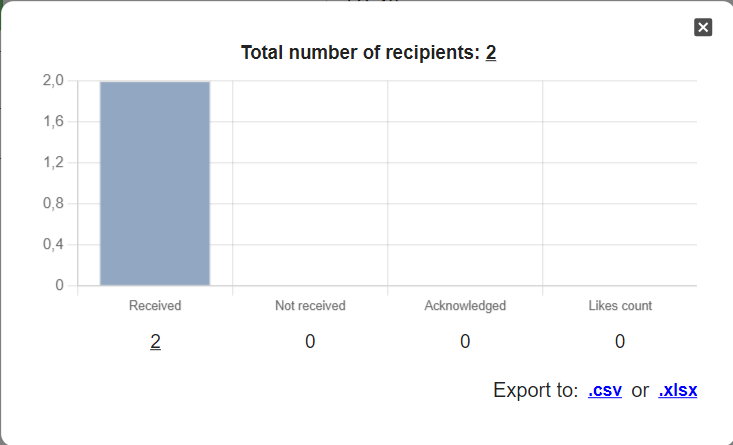 Total number of recipients: 2
2,0
1,6
1,2
0,8
0,4
0
Received Not received Acknowledged Likes count
2 0 0 0
Export to: .csv or .xlsx